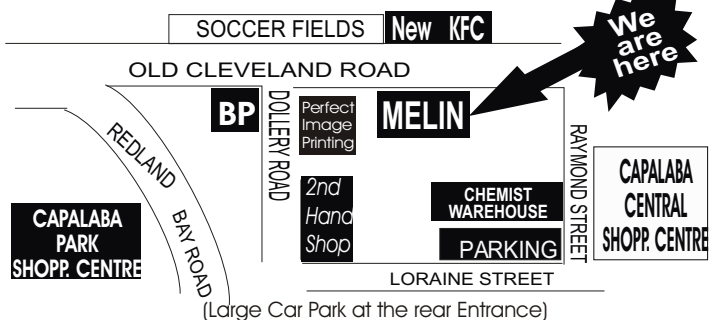 SOCCER FIELDS
New KFC
We
are
here
OLD CLEVELAND ROAD
BP
DOLLERY ROAD
Perfect
Image
Printing
MELIN
REDLAND
BAY ROAD
RAYMOND STREET
2nd
Hand
Shop
CHEMIST
WAREHOUSE
PARKING
CAPALABA
CENTRAL
SHOPP. CENTRE
CAPALABA
PARK
SHOPP. CENTRE
LORAINE STREET
(Large Car Park at the rear Entrance)